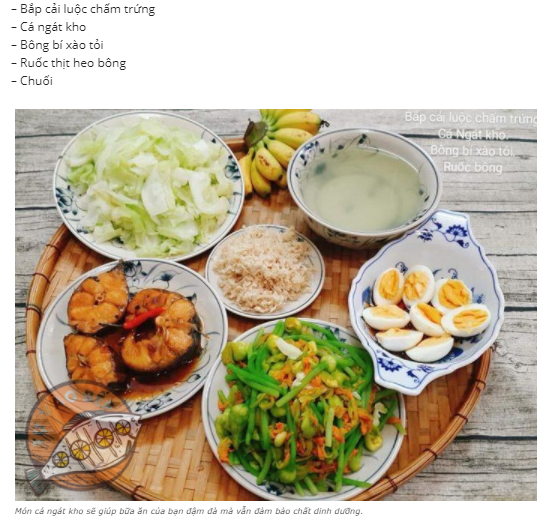 – Bắp cải luộc chấm trứng
– Cá ngát kho
– Bông bí xào tỏi
– Ruốc thịt heo bông
– Chuối
Bắp cải luộc chấm trứng
Cá Ngát kho.
Bông bí xào tỏi.
Ruốc bông
Món cá ngát kho sẽ giúp bữa ăn của bạn đậm đà mà vẫn đảm bảo chất dinh dưỡng.